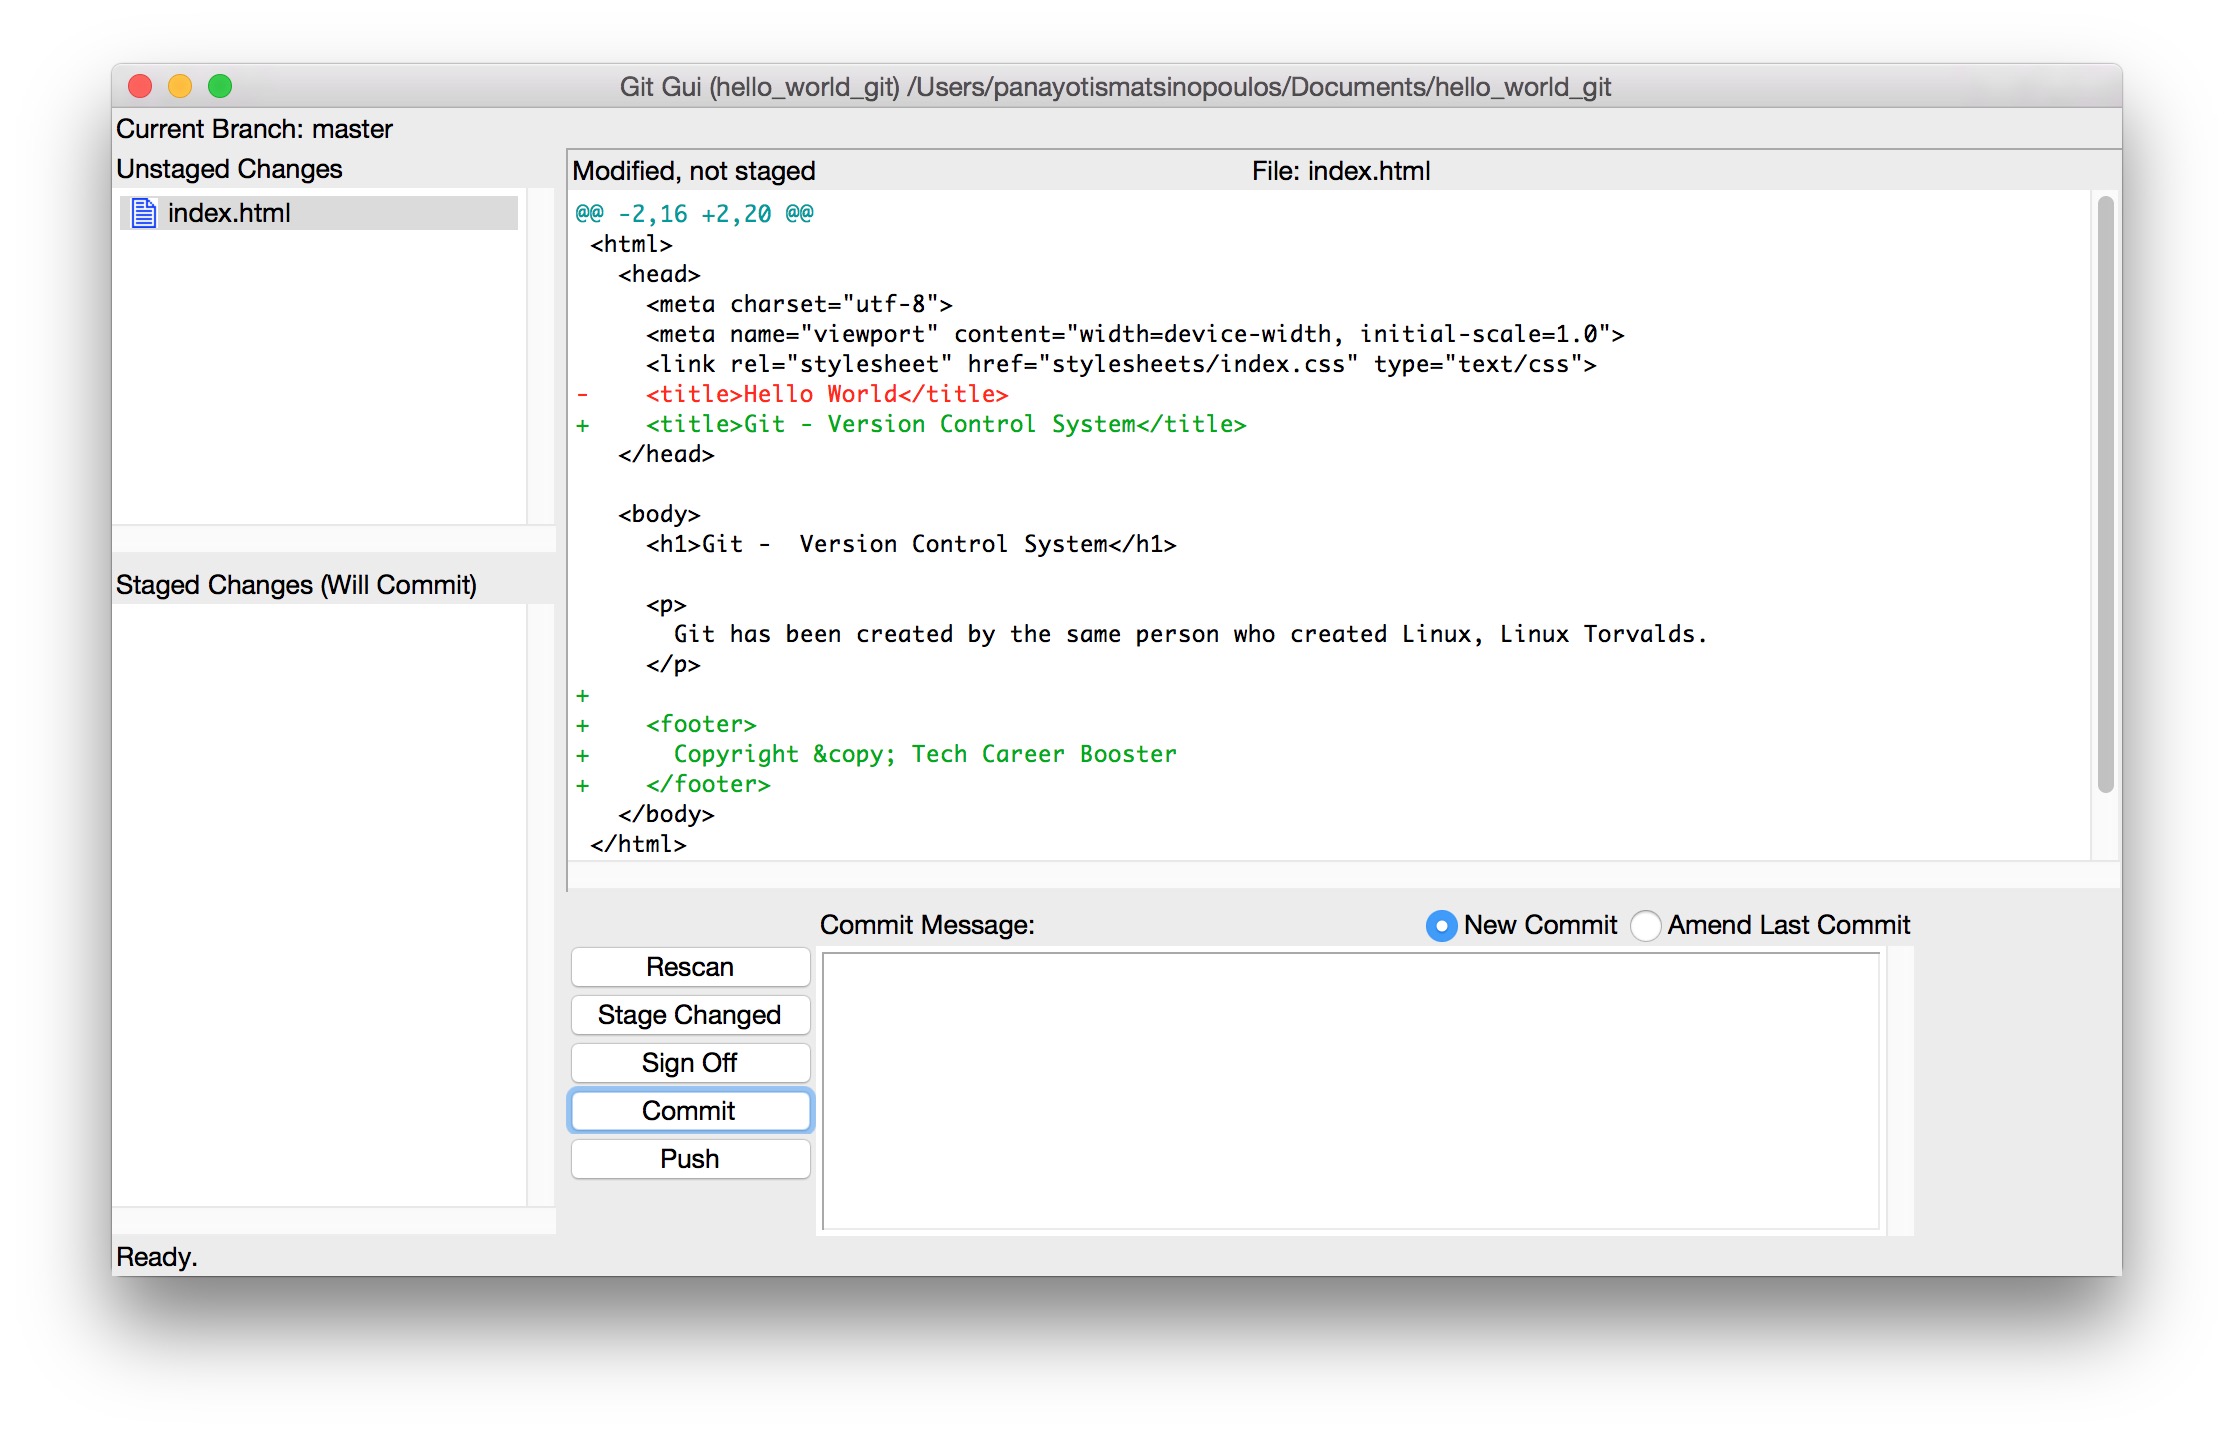 Git Gui (hello_world_git) /Users/panayotismatsinopoulos/Documents/hello_world_git
Current Branch: master
Unstaged Changes
index.html
Staged Changes (Will Commit)
Modified, not staged File: index.html
@@ -2,16 +2,20 @@
 <html>
   <head>
     <meta charset="utf-8">
     <meta name="viewport" content="width=device-width, initial-scale=1.0">
     <link rel="stylesheet" href="stylesheets/index.css" type="text/css">
-    <title>Hello World</title>
+    <title>Git - Version Control System</title>
   </head>
   <body>
     <h1>Git -  Version Control System</h1>
     <p>
       Git has been created by the same person who created Linux, Linux Torvalds.
     </p>
+
+    <footer>
+      Copyright &copy; Tech Career Booster
+    </footer>
   </body>
 </html>
Commit Message: New Commit Amend Last Commit
Rescan
Stage Changed
Sign Off
Commit
Push
Ready.